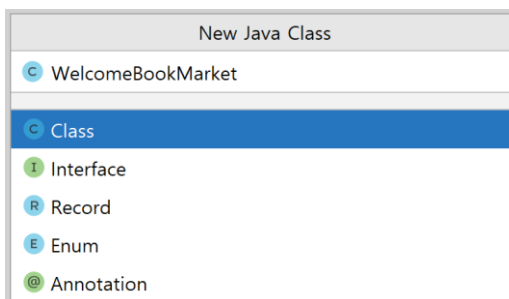 New Java Class
C WelcomeBookMarket
C Class
I Interface
R Record
E Enum
@ Annotation